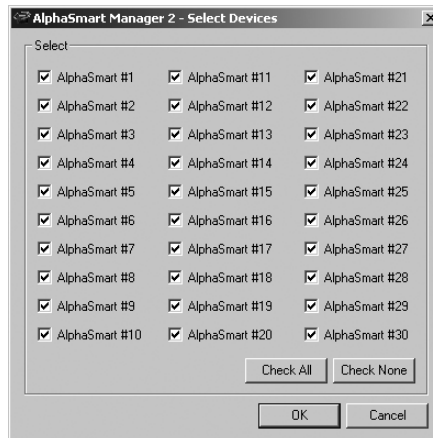 AlphaSmart Manager 2 - Select Devices
Select
AlphaSmart #1
AlphaSmart #2
AlphaSmart #3
AlphaSmart #4
AlphaSmart #5
AlphaSmart #6
AlphaSmart #7
AlphaSmart #8
AlphaSmart #9
AlphaSmart #10
AlphaSmart #11
AlphaSmart #12
AlphaSmart #13
AlphaSmart #14
AlphaSmart #15
AlphaSmart #16
AlphaSmart #17
AlphaSmart #18
AlphaSmart #19
AlphaSmart #20
AlphaSmart #21
AlphaSmart #22
AlphaSmart #23
AlphaSmart #24
AlphaSmart #25
AlphaSmart #26
AlphaSmart #27
AlphaSmart #28
AlphaSmart #29
AlphaSmart #30
Check All
Check None
OK
Cancel